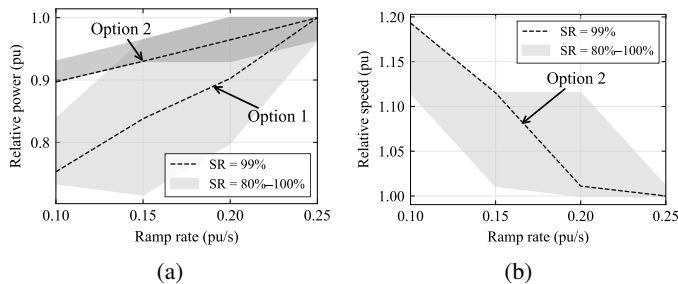 1.0
0.9
0.8
0.10
0.15
0.20
0.25
Relative power (pu)
Ramp rate (pu/s)
Option 2
Option 1
SR = 99%
SR = 80%–100%
(a)
1.20
1.15
1.10
1.05
1.00
0.10
0.15
0.20
0.25
Relative speed (pu)
Ramp rate (pu/s)
SR = 99%
SR = 80%–100%
Option 2
(b)